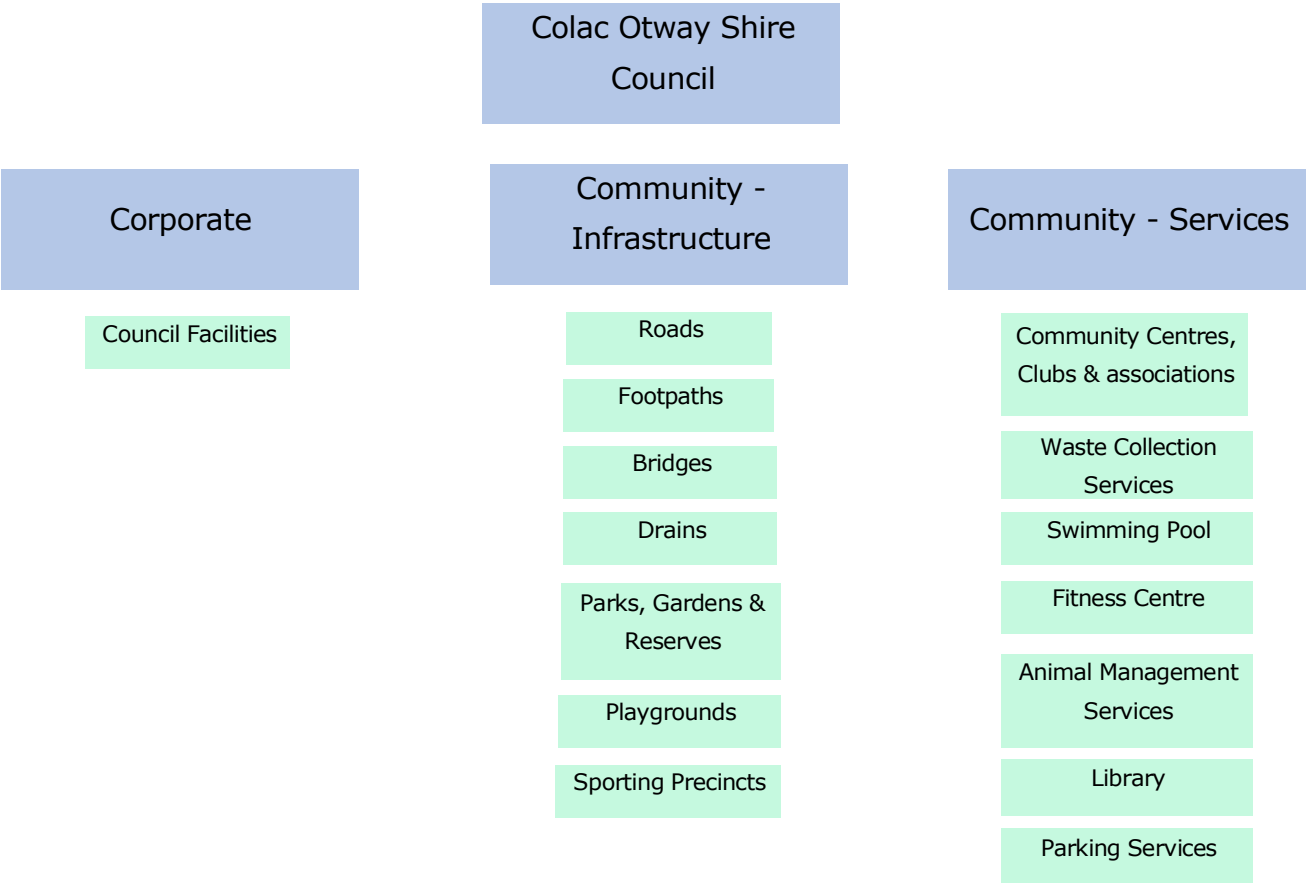 Colac Otway Shire
Council
Corporate
Council Facilities
Community -
Infrastructure
Roads
Footpaths
Bridges
Drains
Parks, Gardens &
Reserves
Playgrounds
Sporting Precincts
Community - Services
Community Centres,
Clubs & associations
Waste Collection
Services
Swimming Pool
Fitness Centre
Animal Management
Services
Library
Parking Services